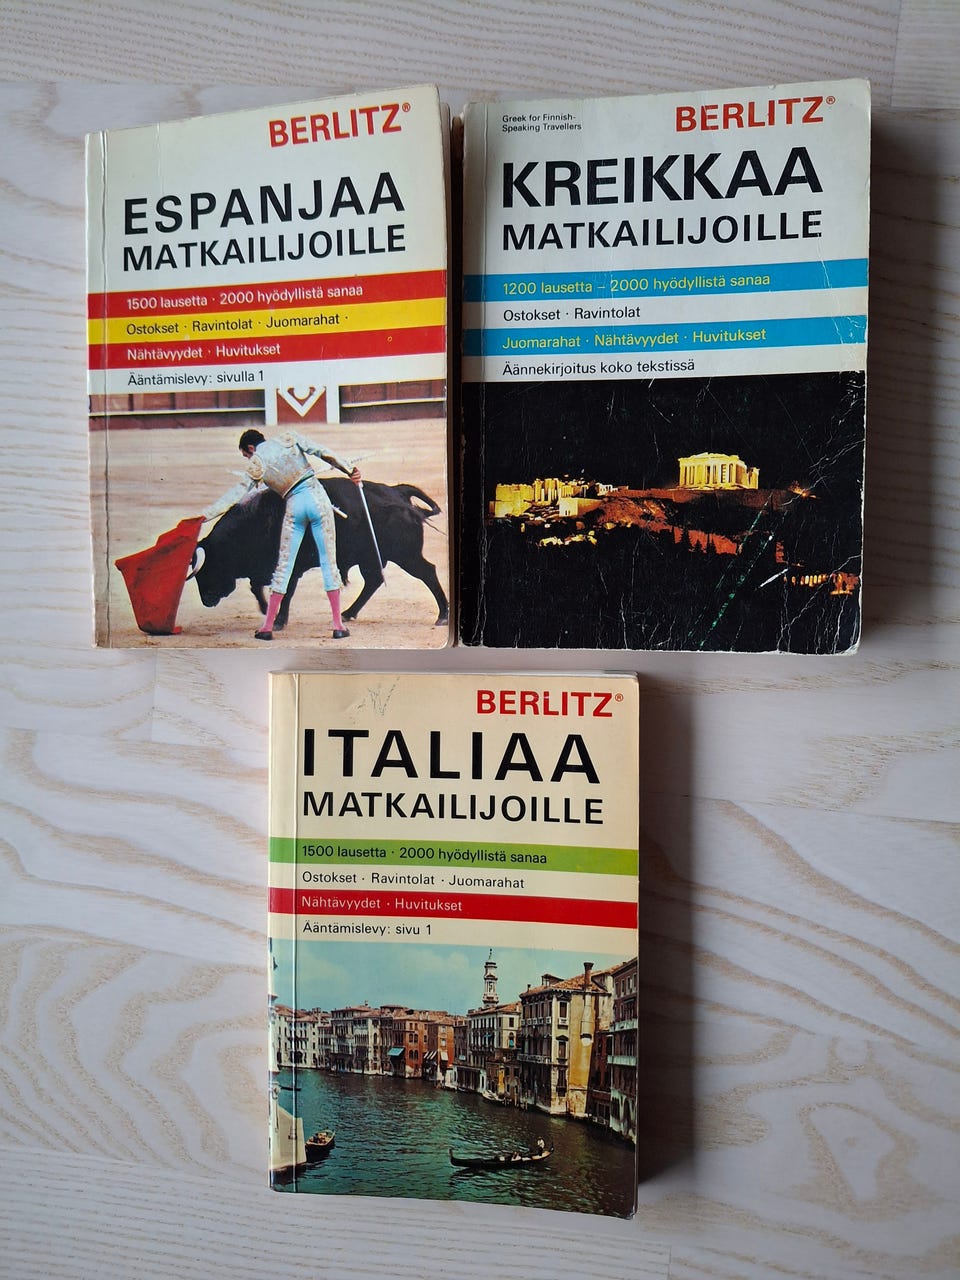 BERLITZ®
ESPANJAA
MATKAILIJOILLE
1500 lausetta · 2000 hyödyllistä sanaa
Ostokset · Ravintolat · Juomarahat ·
Nähtävyydet · Huvitukset
Ääntämislevy: sivulla 1
Greek for Finnish-
Speaking Travellers
BERLITZ®
KREIKKAA
MATKAILIJOILLE
1200 lausetta – 2000 hyödyllistä sanaa
Ostokset · Ravintolat
Juomarahat · Nähtävyydet · Huvitukset
Äännekirjoitus koko tekstissä
BERLITZ®
ITALIAA
MATKAILIJOILLE
1500 lausetta · 2000 hyödyllistä sanaa
Ostokset · Ravintolat · Juomarahat
Nähtävyydet · Huvitukset
Ääntämislevy: sivu 1